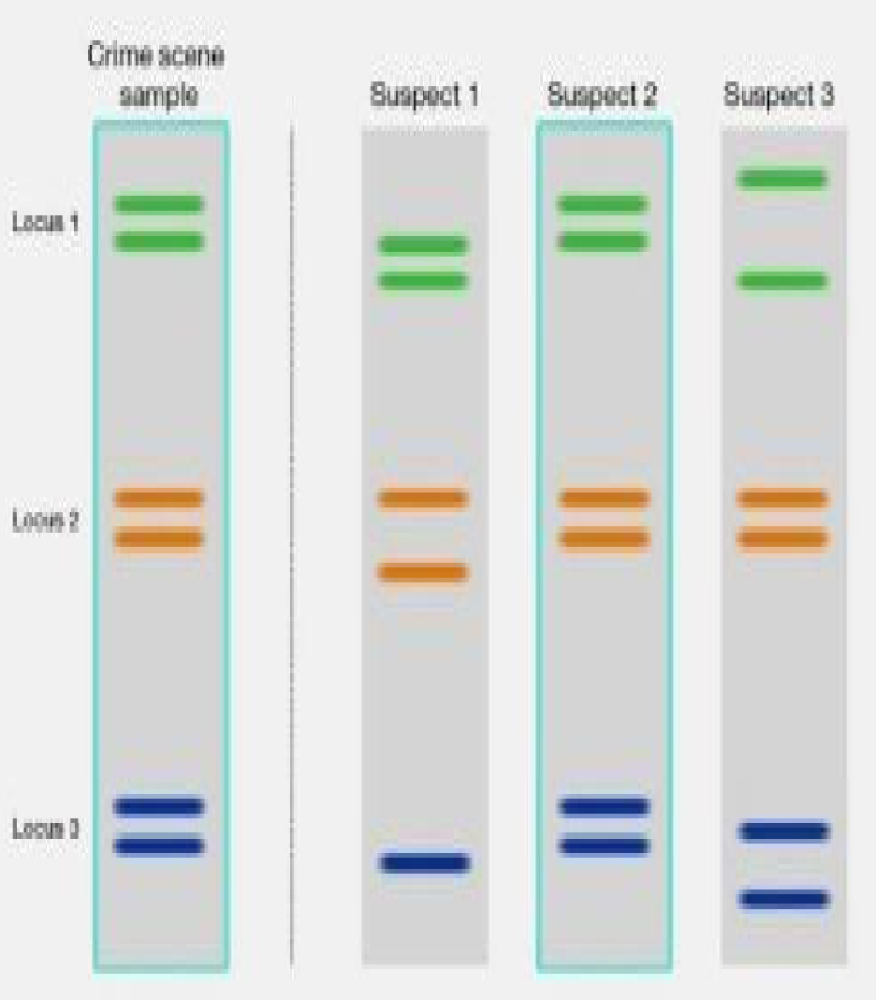 Crime scene
sample
Suspect 1
Suspect 2
Suspect 3
Locus 1
Locus 2
Locus 3